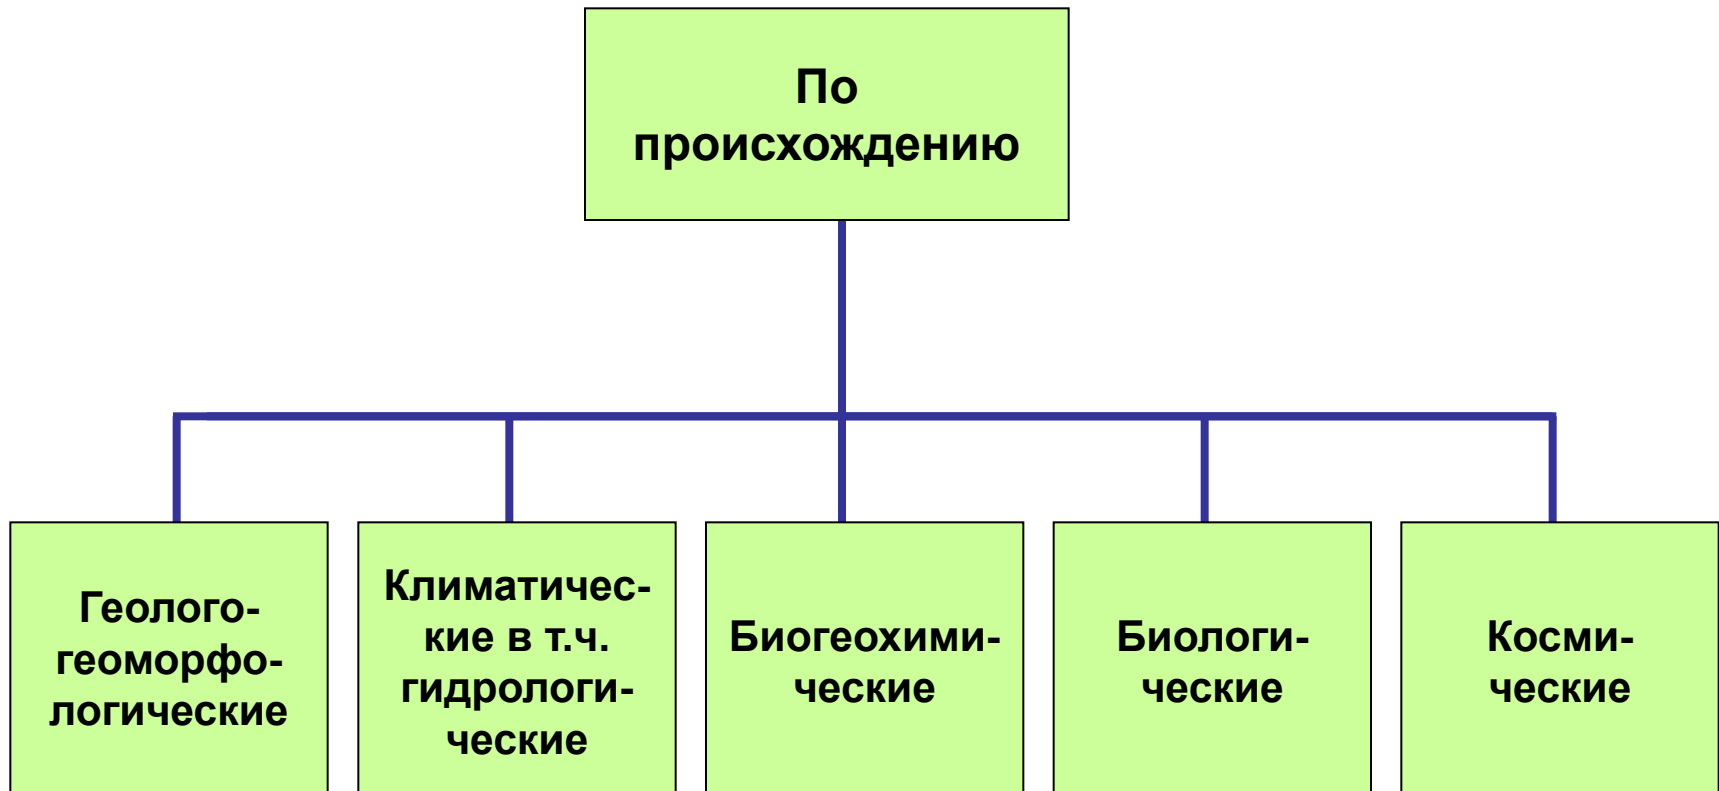 По
происхождению
Геолого-
геоморфо-
логические
Климатичес-
кие в т.ч.
гидрологи-
ческие
Биогеохими-
ческие
Биологи-
ческие
Косми-
ческие